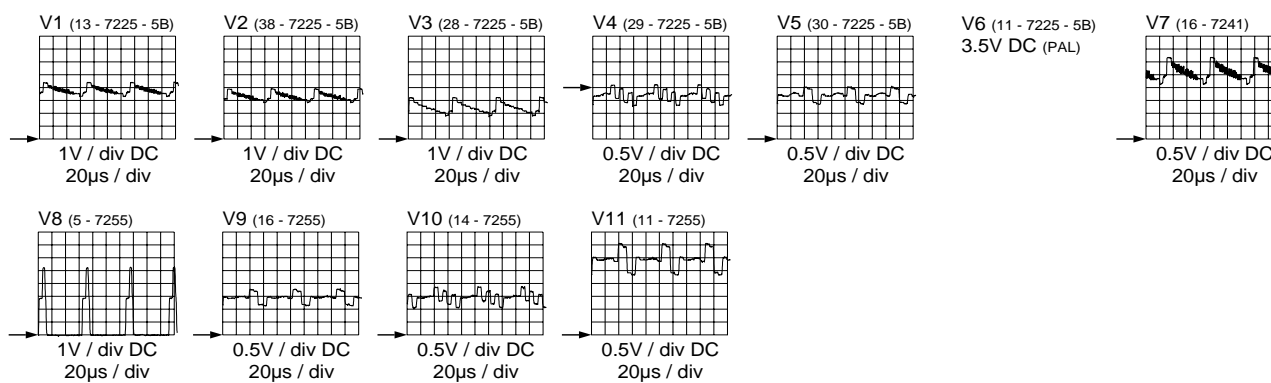 V1 (13 - 7225 - 5B)
1V / div DC
20µs / div
V2 (38 - 7225 - 5B)
1V / div DC
20µs / div
V3 (28 - 7225 - 5B)
1V / div DC
20µs / div
V4 (29 - 7225 - 5B)
0.5V / div DC
20µs / div
V5 (30 - 7225 - 5B)
0.5V / div DC
20µs / div
V6 (11 - 7225 - 5B)
3.5V DC (PAL)
V7 (16 - 7241)
0.5V / div DC
20µs / div
V8 (5 - 7255)
1V / div DC
20µs / div
V9 (16 - 7255)
0.5V / div DC
20µs / div
V10 (14 - 7255)
0.5V / div DC
20µs / div
V11 (11 - 7255)
0.5V / div DC
20µs / div